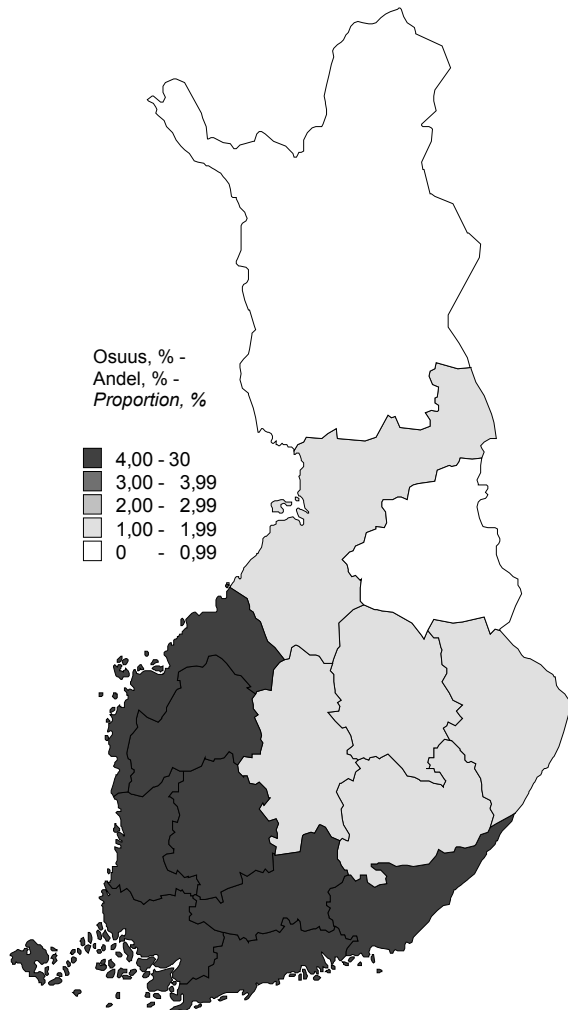 Osuus, % -
Andel, % -
Proportion, %
4,00 - 30
3,00 - 3,99
2,00 - 2,99
1,00 - 1,99
0 - 0,99